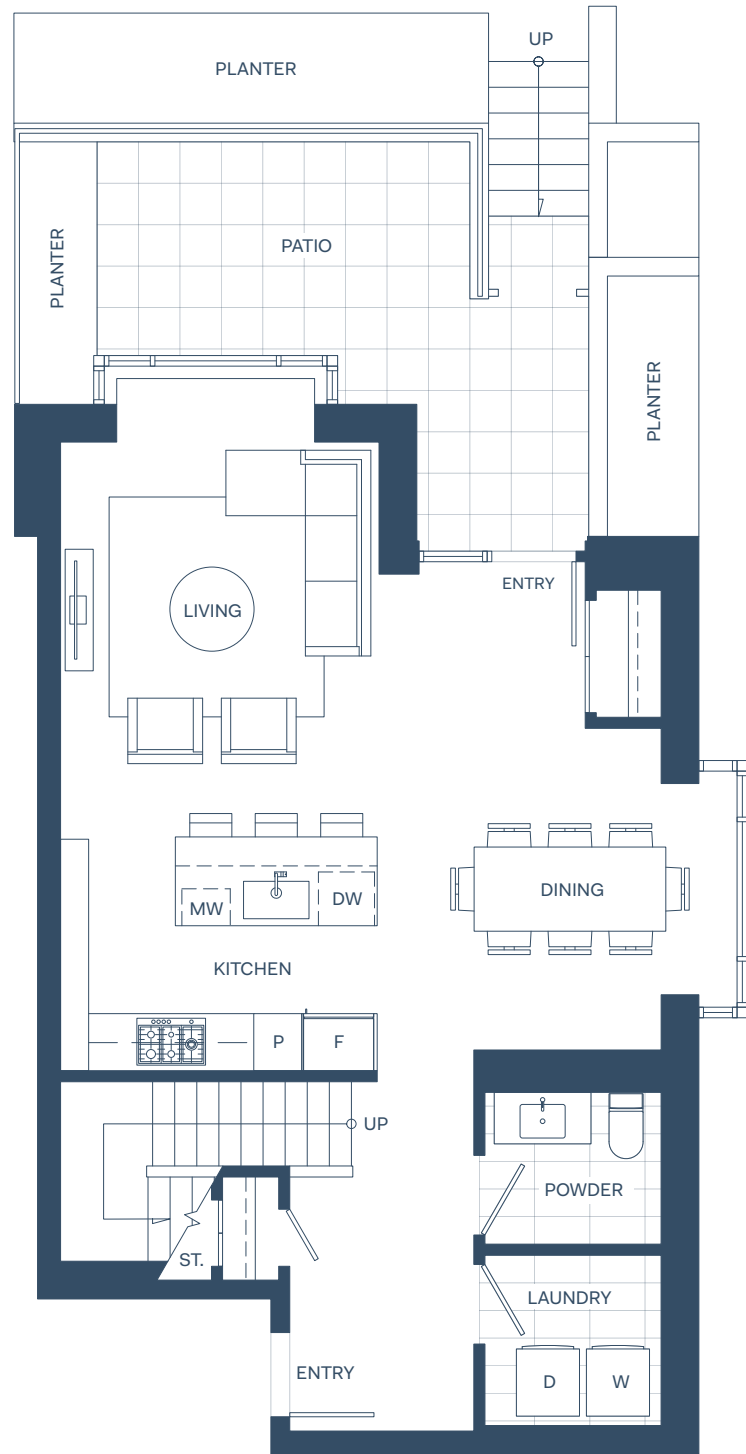 UP
PLANTER
PLANTER
PATIO
PLANTER
ENTRY
LIVING
DINING
MW
DW
KITCHEN
P
F
UP
POWDER
ST.
LAUNDRY
ENTRY
D
W